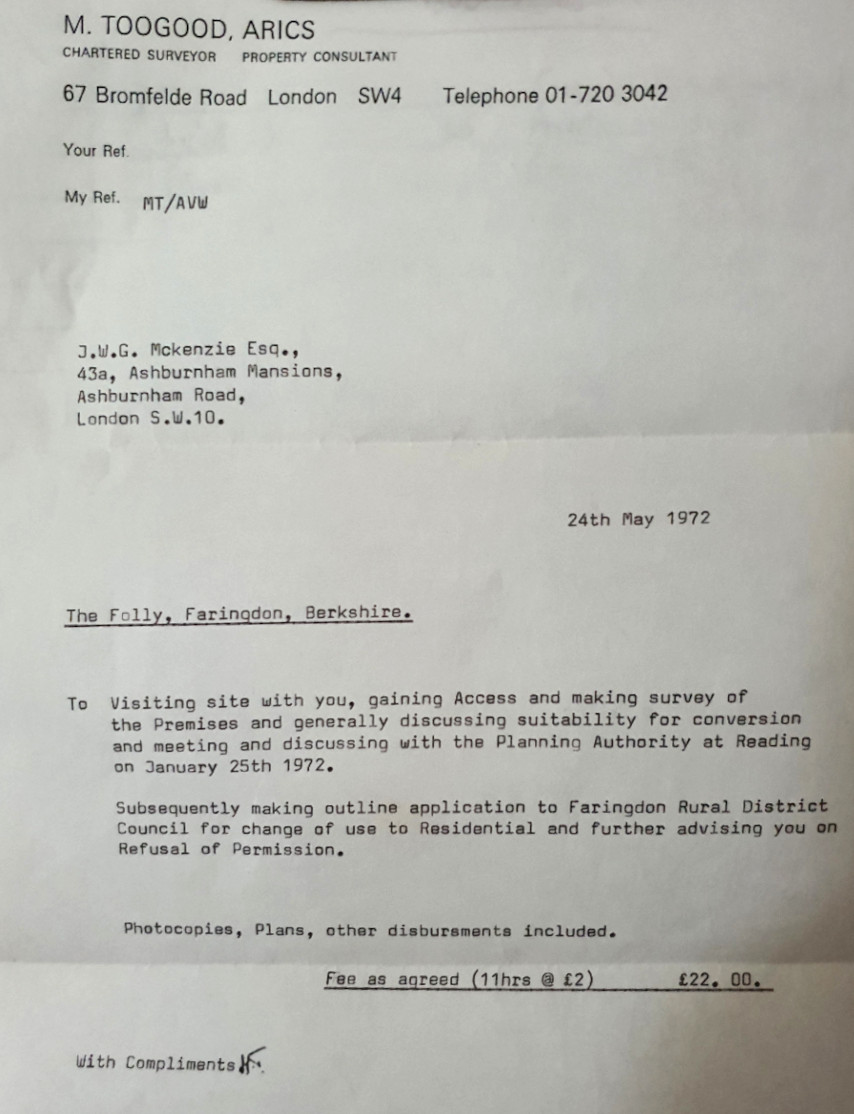 M. TOOGOOD, ARICS
CHARTERED SURVEYOR PROPERTY CONSULTANT
67 Bromfelde Road London SW4 Telephone 01-720 3042
Your Ref.
My Ref. MT/AVW
J.W.G. Mckenzie Esq.,
43a, Ashburnham Mansions,
Ashburnham Road,
London S.W.10.
24th May 1972
The Folly, Faringdon, Berkshire.
To Visiting site with you, gaining Access and making survey of
the Premises and generally discussing suitability for conversion
and meeting and discussing with the Planning Authority at Reading
on January 25th 1972.
Subsequently making outline application to Faringdon Rural District
Council for change of use to Residential and further advising you on
Refusal of Permission.
Photocopies, Plans, other disbursments included.
Fee as agreed (11hrs @ £2) £22. 00.
With Compliments